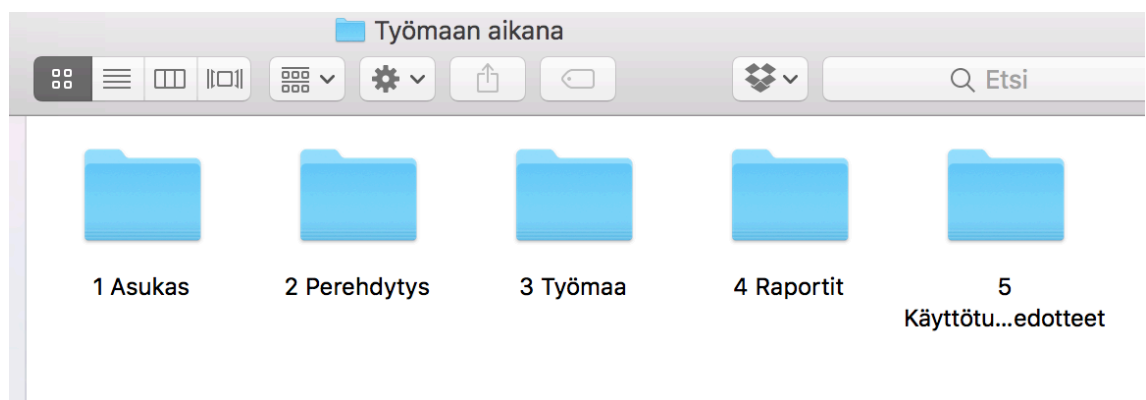 Työmaan aikana
Etsi
1 Asukas
2 Perehdytys
3 Työmaa
4 Raportit
5
Käyttötu...edotteet